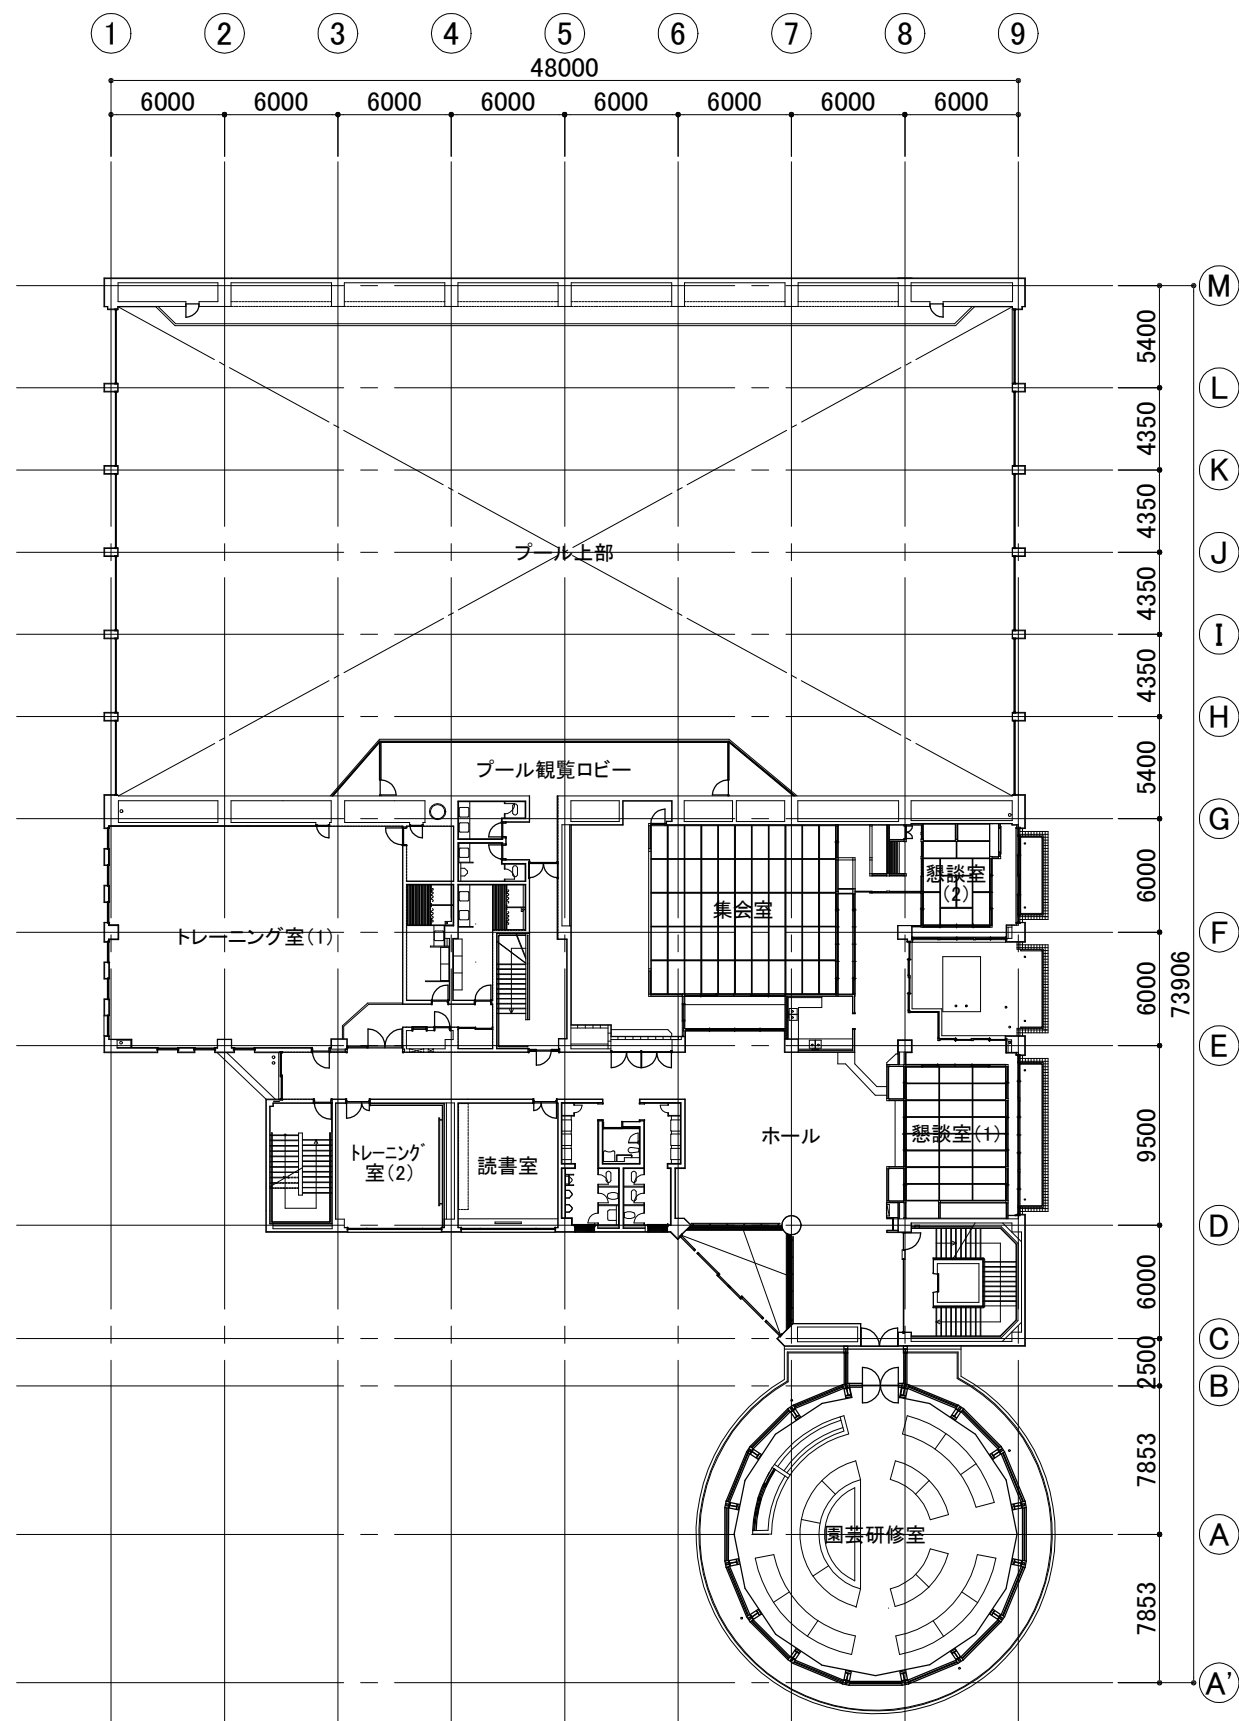 ① ② ③ ④ ⑤ ⑥ ⑦ ⑧ ⑨
48000
6000 6000 6000 6000 6000 6000 6000 6000
M
5400
L
4350
K
4350
プール上部
J
4350
I
4350
H
プール観覧ロビー
5400
G
懇談室
(2)
6000
集会室
トレーニング室(1)
F
73906
6000
E
ホール
懇談室(1)
9500
トレーニング
室(2)
読書室
D
6000
C
2500
B
7853
園芸研修室
A
7853
A'